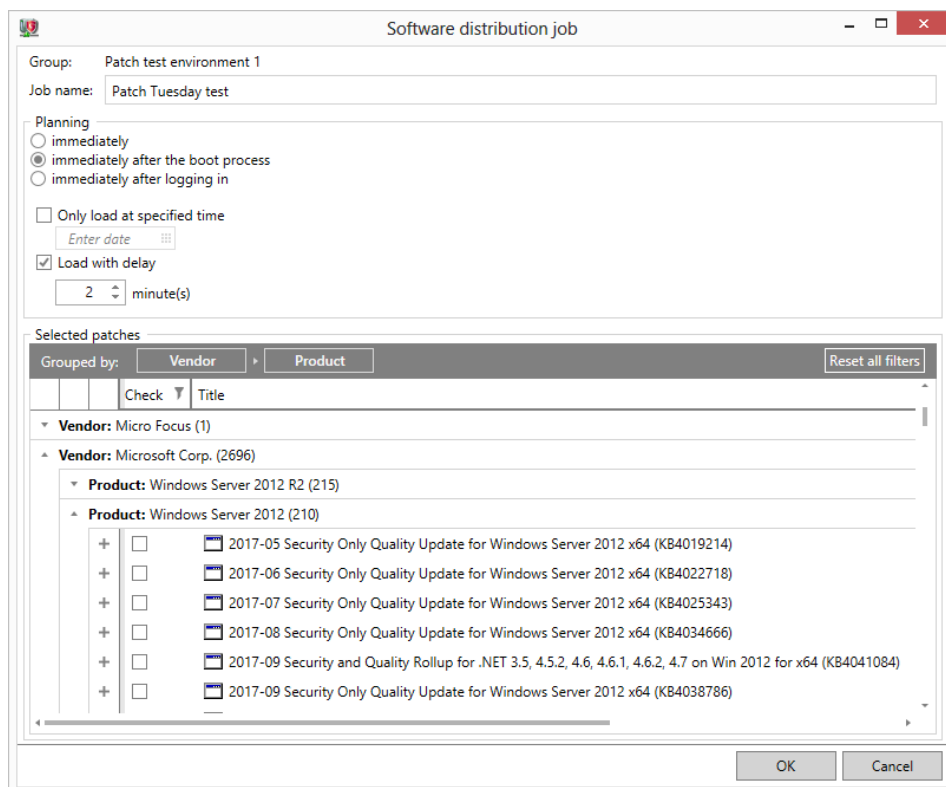 Software distribution job
Group: Patch test environment 1
Job name: Patch Tuesday test
Planning
immediately
immediately after the boot process
immediately after logging in
Only load at specified time
Enter date
Load with delay
2 minute(s)
Selected patches
Grouped by: Vendor Product Reset all filters
Check Title
Vendor: Micro Focus (1)
Vendor: Microsoft Corp. (2696)
Product: Windows Server 2012 R2 (215)
Product: Windows Server 2012 (210)
2017-05 Security Only Quality Update for Windows Server 2012 x64 (KB4019214)
2017-06 Security Only Quality Update for Windows Server 2012 x64 (KB4022718)
2017-07 Security Only Quality Update for Windows Server 2012 x64 (KB4025343)
2017-08 Security Only Quality Update for Windows Server 2012 x64 (KB4034666)
2017-09 Security and Quality Rollup for .NET 3.5, 4.5.2, 4.6, 4.6.1, 4.6.2, 4.7 on Win 2012 for x64 (KB4041084)
2017-09 Security Only Quality Update for Windows Server 2012 x64 (KB4038786)
OK Cancel